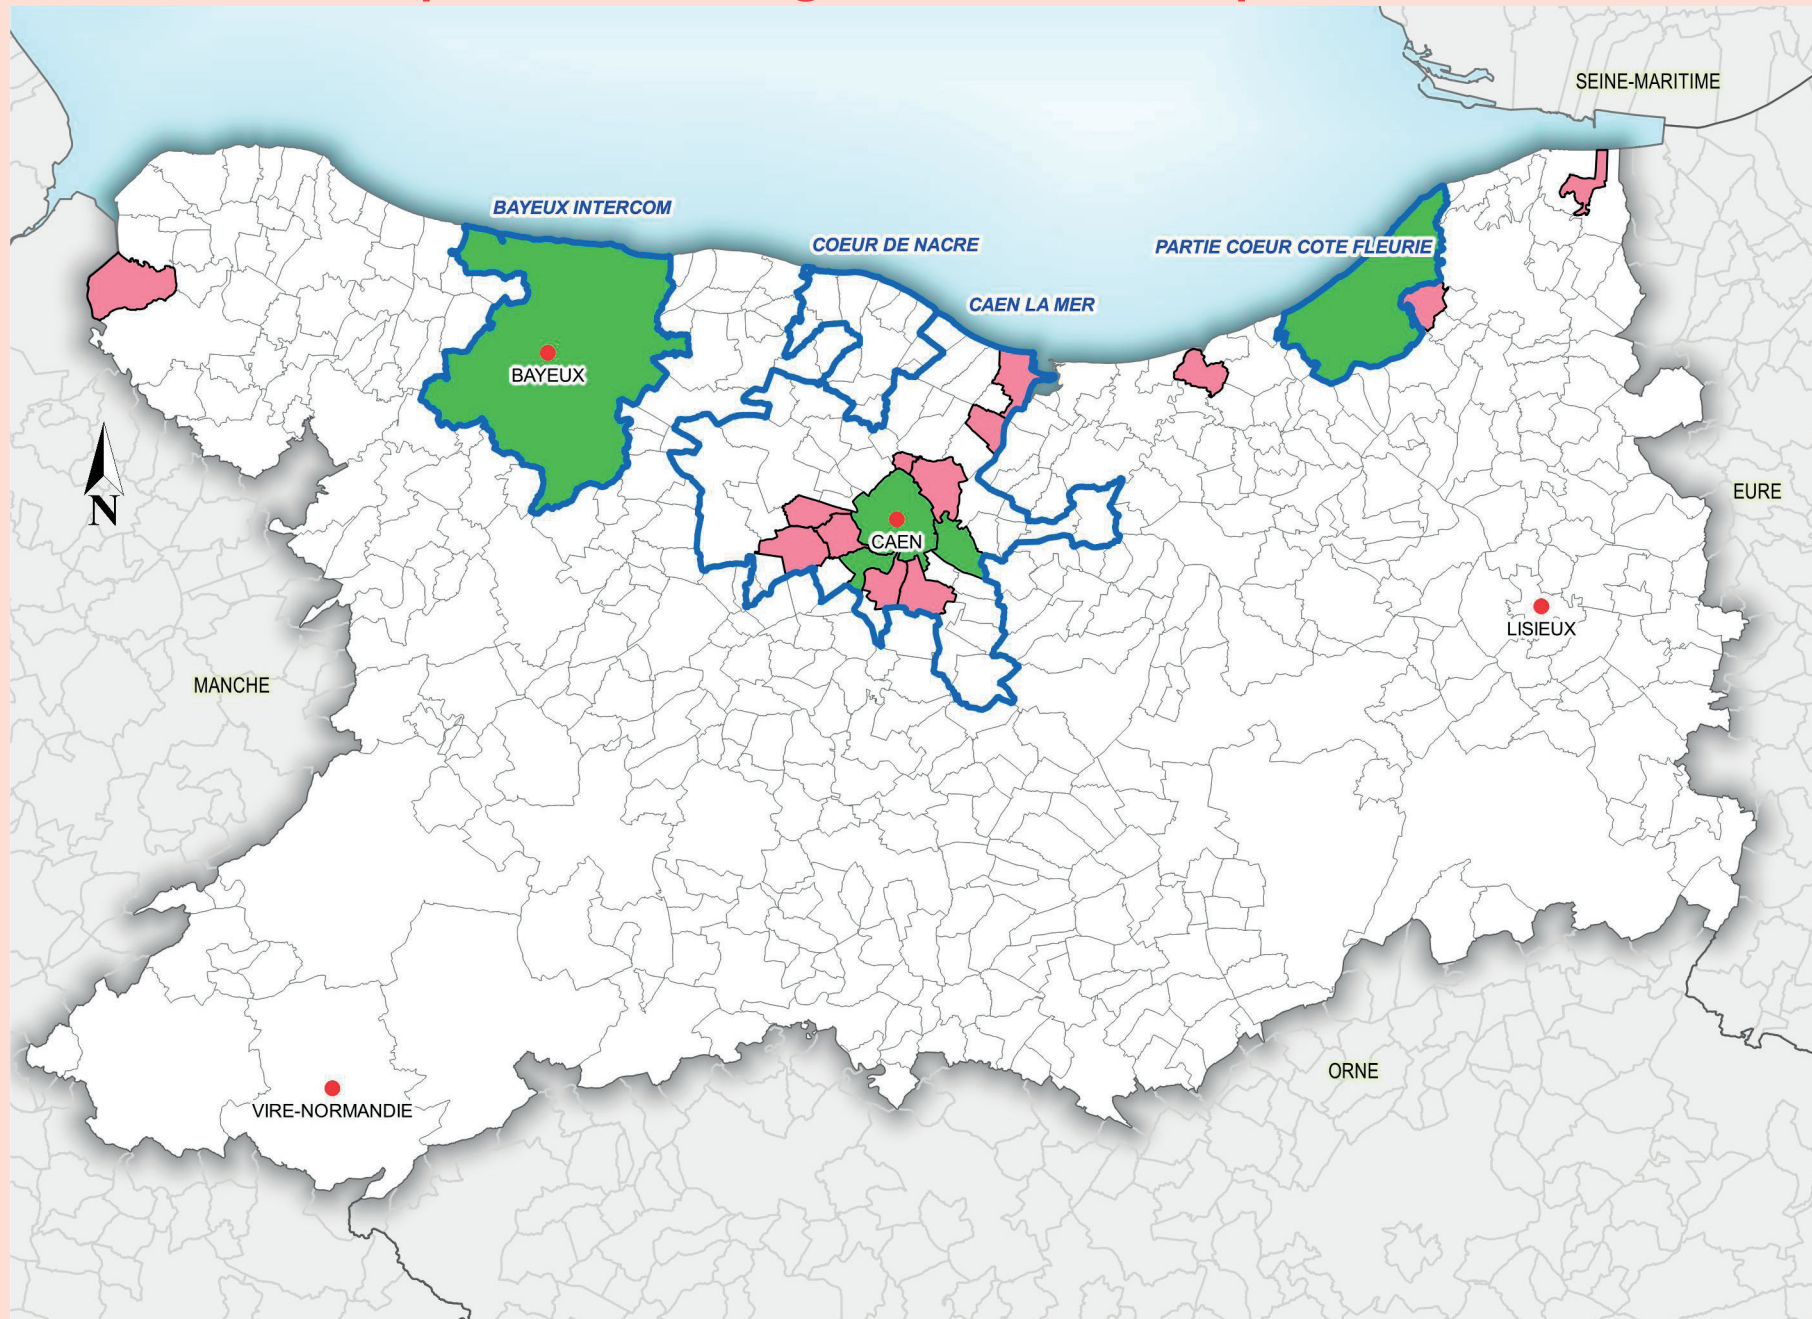 SEINE-MARITIME
BAYEUX INTERCOM
COEUR DE NACRE
PARTIE COEUR COTE FLEURIE
CAEN LA MER
BAYEUX
EURE
N
CAEN
LISIEUX
MANCHE
ORNE
VIRE-NORMANDIE